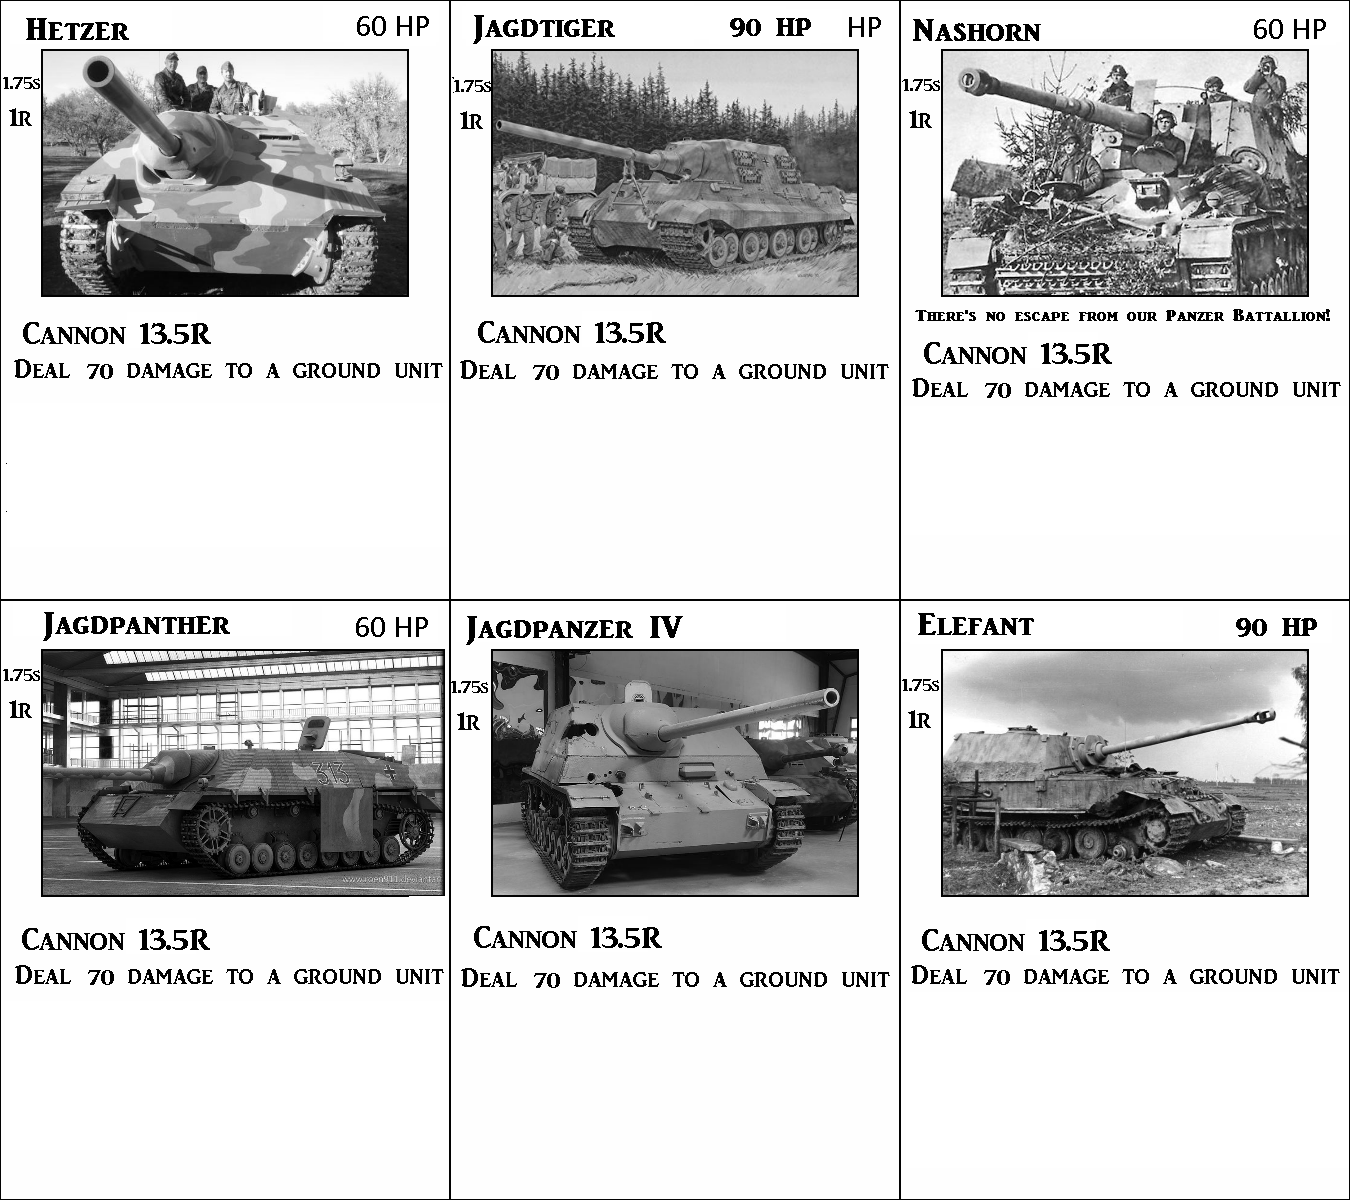 Hetzer 60 HP
1.75s
1R
Cannon 13.5R
Deal 70 damage to a ground unit
Jagdtiger 90 HP HP
1.75s
1R
Cannon 13.5R
Deal 70 damage to a ground unit
Nashorn 60 HP
1.75s
1R
There's no escape from our Panzer Battallion!
Cannon 13.5R
Deal 70 damage to a ground unit
Jagdpanther 60 HP
1.75s
1R
313
Cannon 13.5R
Deal 70 damage to a ground unit
Jagdpanzer IV
1.75s
1R
Cannon 13.5R
Deal 70 damage to a ground unit
Elefant 90 HP
1.75s
1R
Cannon 13.5R
Deal 70 damage to a ground unit